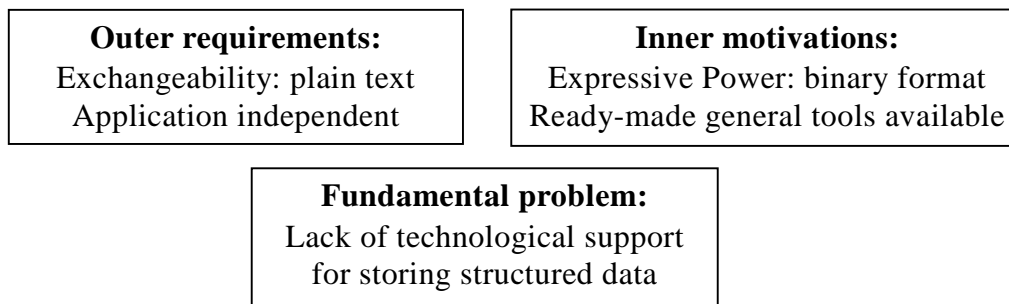 Outer requirements:
Exchangeability: plain text
Application independent
Inner motivations:
Expressive Power: binary format
Ready-made general tools available
Fundamental problem:
Lack of technological support
for storing structured data